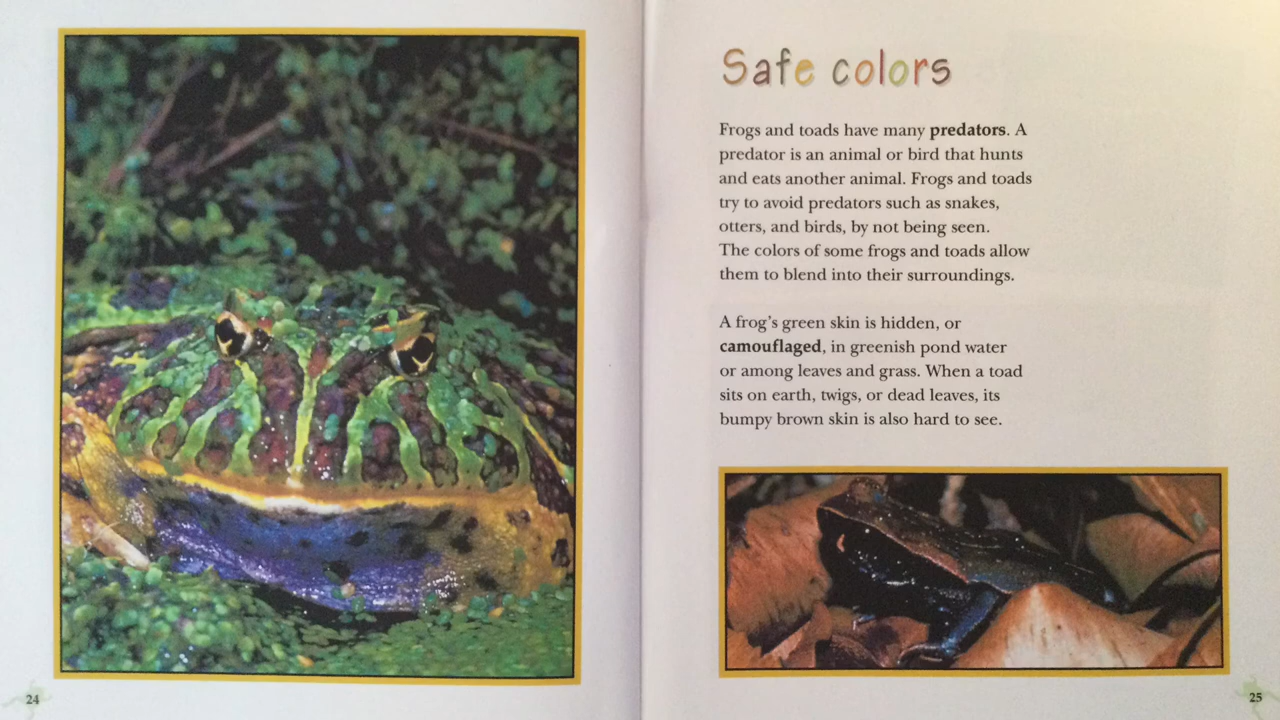 Safe colors
Frogs and toads have many predators. A
predator is an animal or bird that hunts
and eats another animal. Frogs and toads
try to avoid predators such as snakes,
otters, and birds, by not being seen.
The colors of some frogs and toads allow
them to blend into their surroundings.
A frog’s green skin is hidden, or
camouflaged, in greenish pond water
or among leaves and grass. When a toad
sits on earth, twigs, or dead leaves, its
bumpy brown skin is also hard to see.
24
25